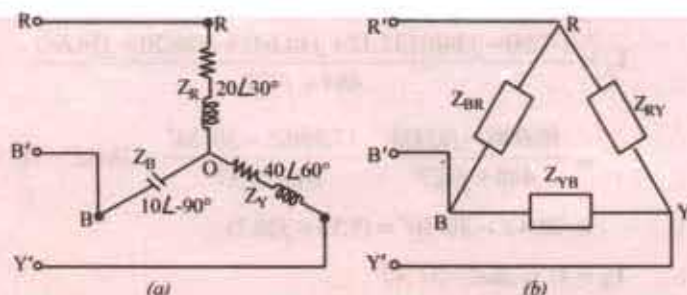 R R
Z_R 20∠30°
B' Z_B O 40∠60°
Z_Y
B 10∠-90°
Y'
(a)
R' R
Z_BR Z_RY
B'
Z_YB
B Y
Y'
(b)